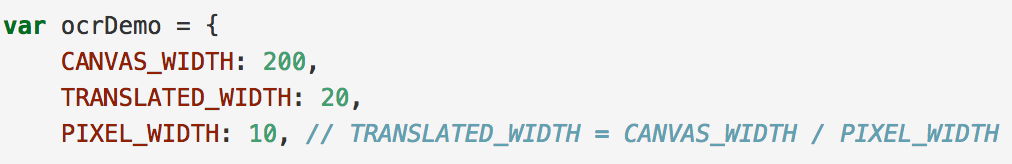 var ocrDemo = {
    CANVAS_WIDTH: 200,
    TRANSLATED_WIDTH: 20,
    PIXEL_WIDTH: 10, // TRANSLATED_WIDTH = CANVAS_WIDTH / PIXEL_WIDTH